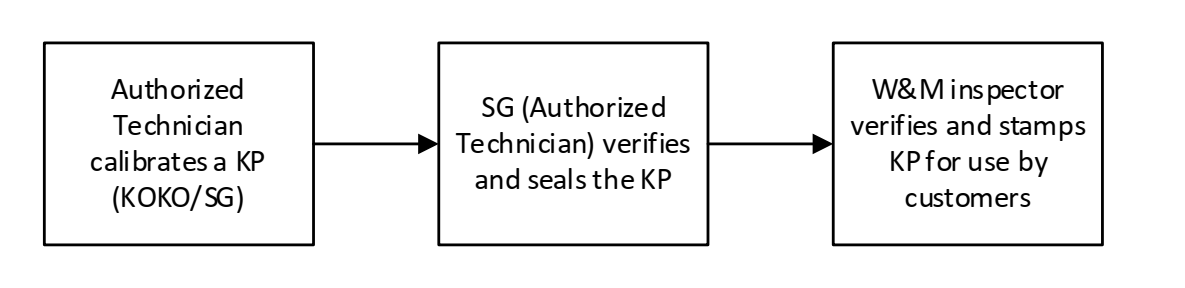 Authorized
Technician
calibrates a KP
(KOKO/SG)
SG (Authorized
Technician) verifies
and seals the KP
W&M inspector
verifies and stamps
KP for use by
customers